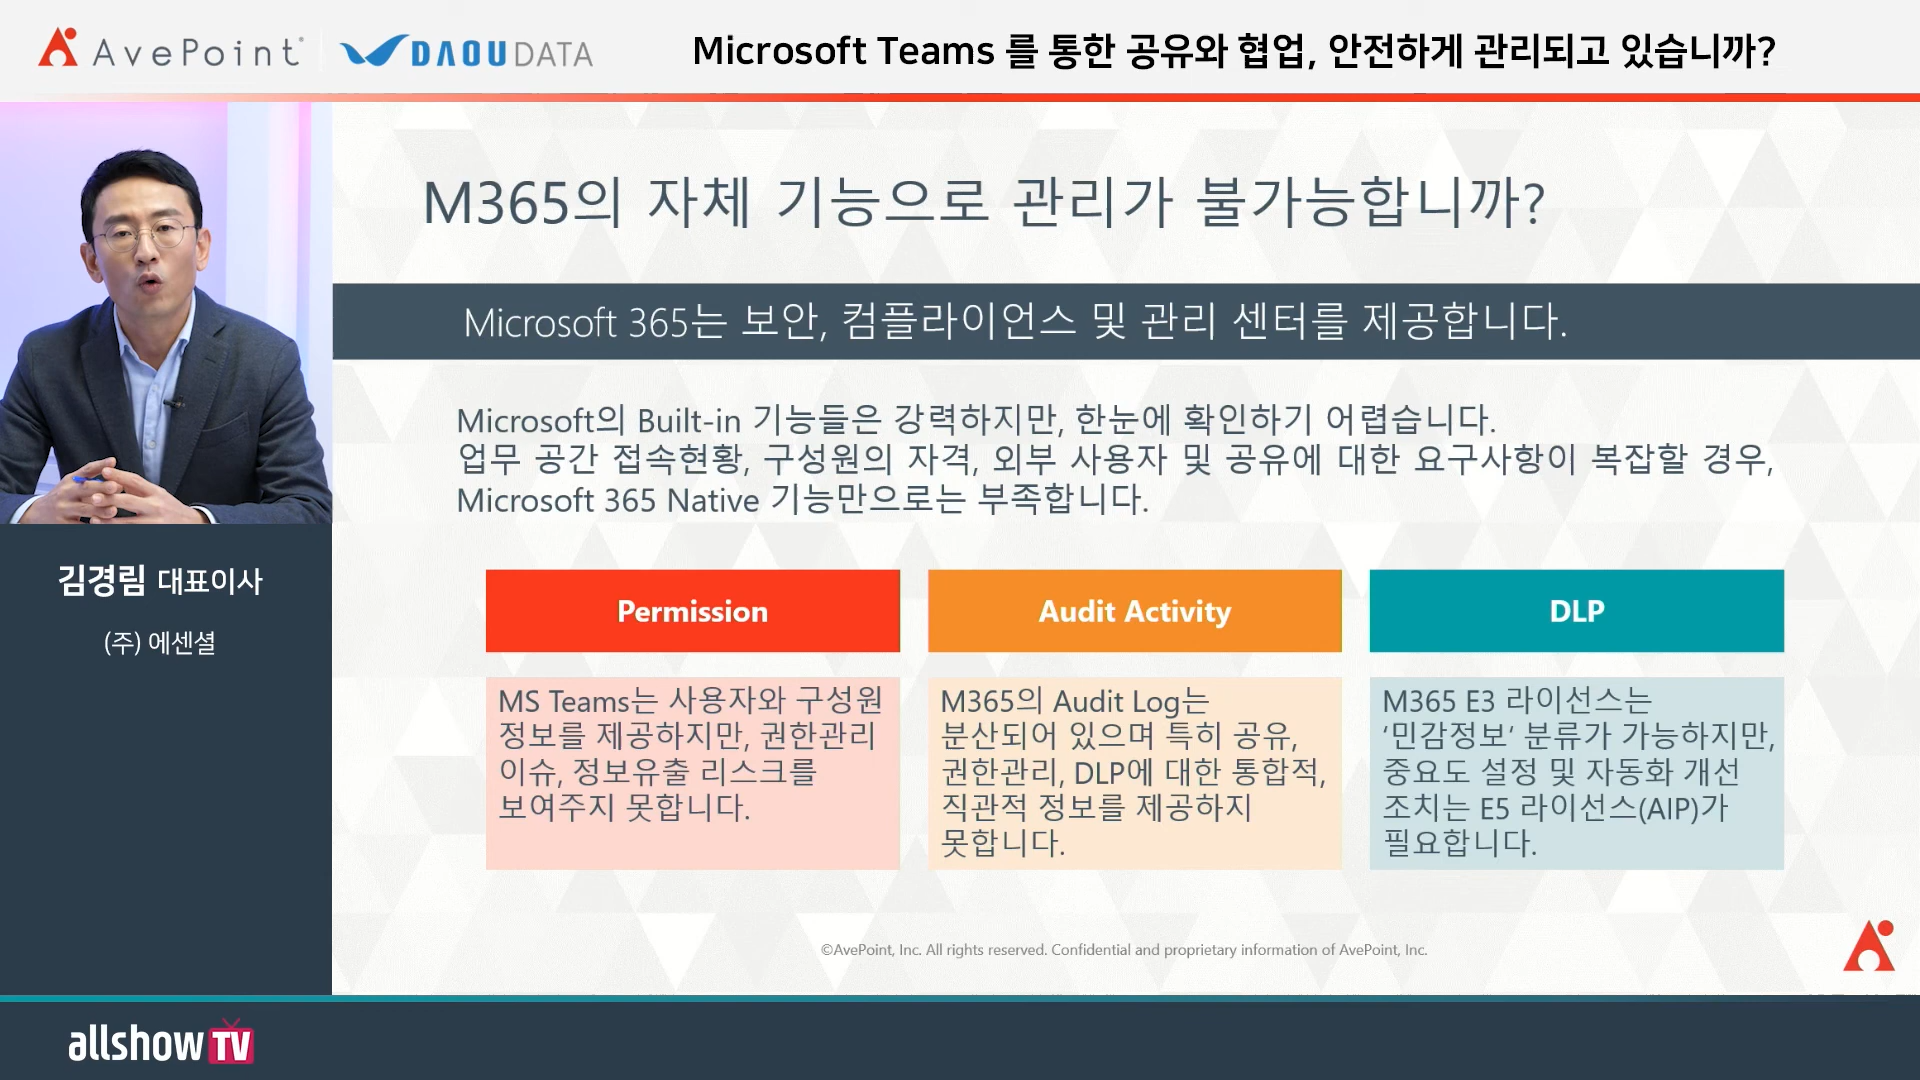 AvePoint
DAOUDATA
Microsoft Teams 를 통한 공유와 협업, 안전하게 관리되고 있습니까?
M365의 자체 기능으로 관리가 불가능합니까?
Microsoft 365는 보안, 컴플라이언스 및 관리 센터를 제공합니다.
Microsoft의 Built-in 기능들은 강력하지만, 한눈에 확인하기 어렵습니다.
업무 공간 접속현황, 구성원의 자격, 외부 사용자 및 공유에 대한 요구사항이 복잡할 경우,
Microsoft 365 Native 기능만으로는 부족합니다.
김경림 대표이사
(주) 에센셜
Permission
MS Teams는 사용자와 구성원
정보를 제공하지만, 권한관리
이슈, 정보유출 리스크를
보여주지 못합니다.
Audit Activity
M365의 Audit Log는
분산되어 있으며 특히 공유,
권한관리, DLP에 대한 통합적,
직관적 정보를 제공하지
못합니다.
DLP
M365 E3 라이선스는
‘민감정보’ 분류가 가능하지만,
중요도 설정 및 자동화 개선
조치는 E5 라이선스(AIP)가
필요합니다.
©AvePoint, Inc. All rights reserved. Confidential and proprietary information of AvePoint, Inc.
allshow TV